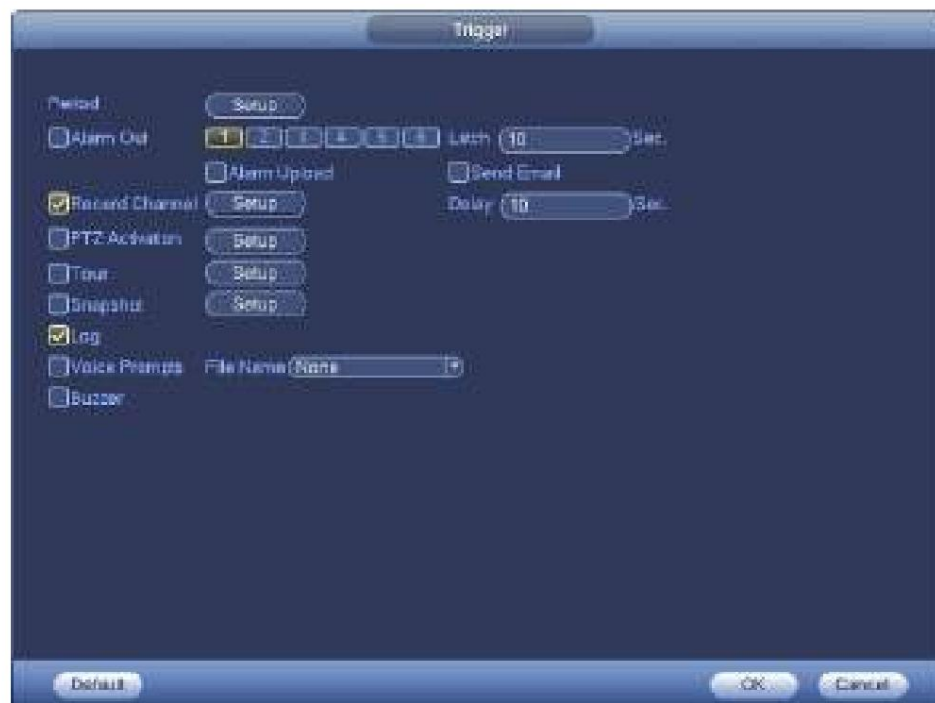 Trigger
Period Setup
Alarm Out 1 2 3 4 5 6 Latch 10 Sec.
Alarm Upload Send Email
Record Channel Setup Delay 10 Sec.
PTZ Activation Setup
Tour Setup
Snapshot Setup
Log
Voice Prompts File Name None
Buzzer
Default OK Cancel